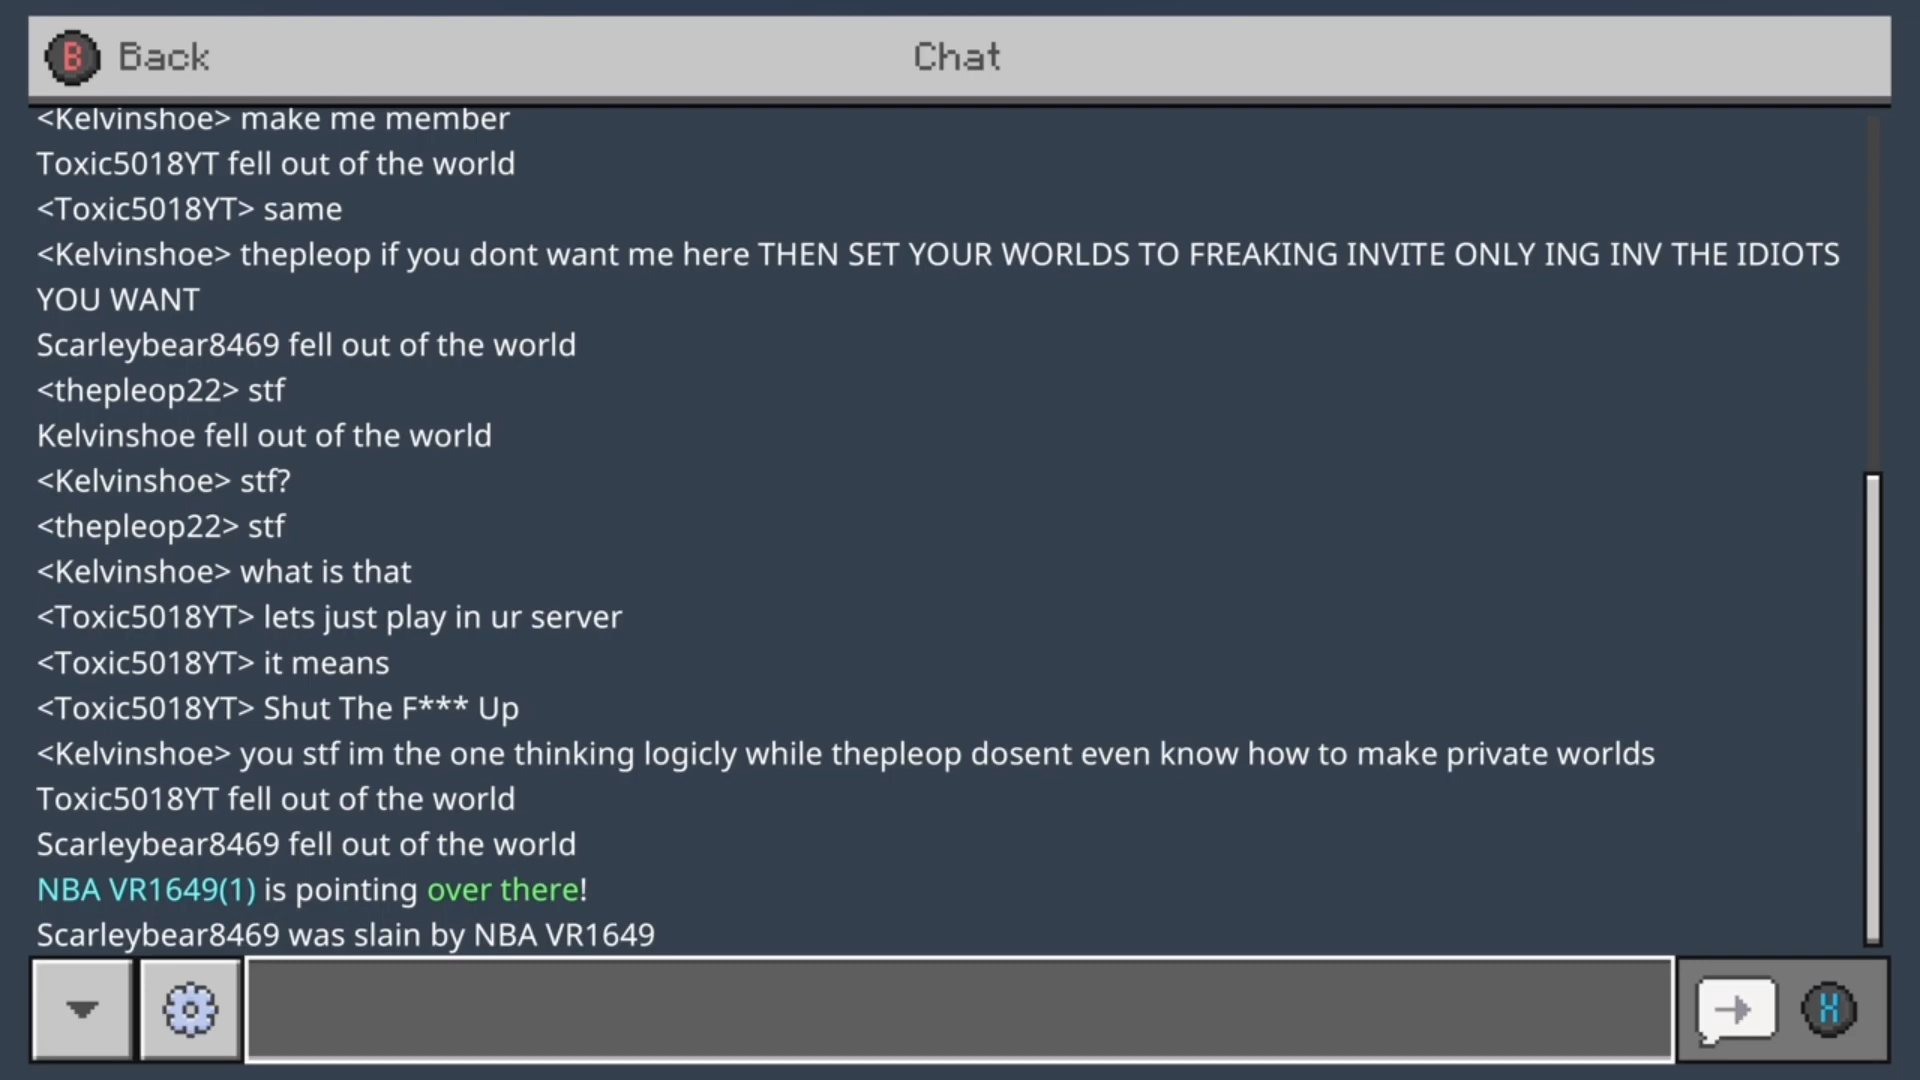 B Back
Chat
<Kelvinshoe> make me member
Toxic5018YT fell out of the world
<Toxic5018YT> same
<Kelvinshoe> thepleop if you dont want me here THEN SET YOUR WORLDS TO FREAKING INVITE ONLY ING INV THE IDIOTS
YOU WANT
Scarleybear8469 fell out of the world
<thepleop22> stf
Kelvinshoe fell out of the world
<Kelvinshoe> stf?
<thepleop22> stf
<Kelvinshoe> what is that
<Toxic5018YT> lets just play in ur server
<Toxic5018YT> it means
<Toxic5018YT> Shut The F*** Up
<Kelvinshoe> you stf im the one thinking logicly while thepleop dosent even know how to make private worlds
Toxic5018YT fell out of the world
Scarleybear8469 fell out of the world
NBA VR1649(1) is pointing over there!
Scarleybear8469 was slain by NBA VR1649
X